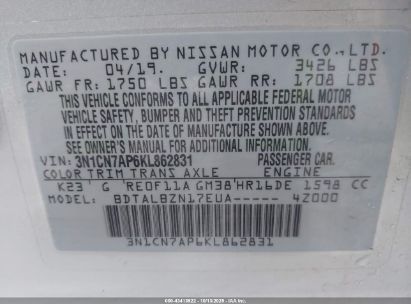 MANUFACTURED BY NISSAN MOTOR CO., LTD.
DATE: 04/19. GVWR: 3426 LBS
GAWR FR: 1750 LBS GAWR RR: 1708 LBS
THIS VEHICLE CONFORMS TO ALL APPLICABLE FEDERAL MOTOR
VEHICLE SAFETY, BUMPER AND THEFT PREVENTION STANDARDS
IN EFFECT ON THE DATE OF MANUFACTURE SHOWN ABOVE.
SEE OWNER'S MANUAL FOR ADDITIONAL INFORMATION.
VIN: 3N1CN7AP6KL862831 PASSENGER CAR.
COLOR TRIM TRANS AXLE ENGINE
K23 G RE0F11A GM38 HR16DE 1598 CC
MODEL: BDTALBZN17EUA----- 4Z000
3N1CN7AP6KL862831